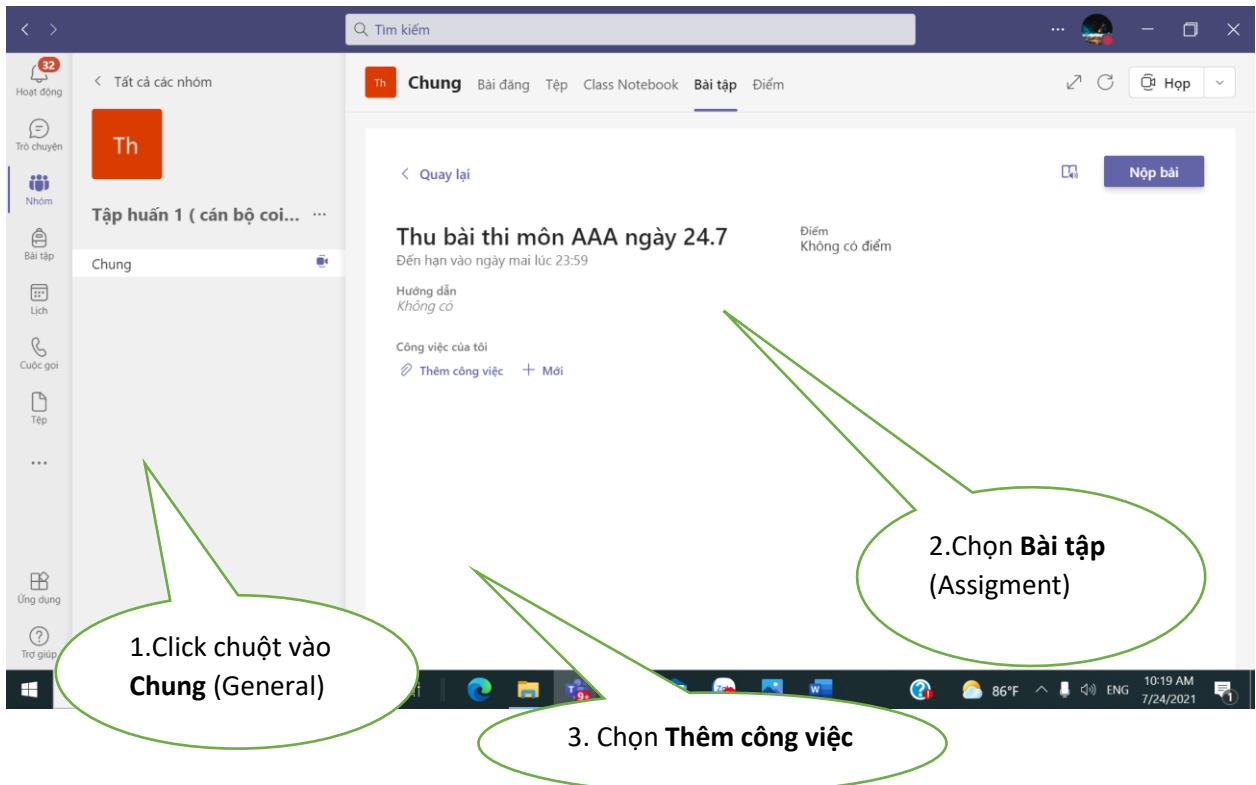 Tìm kiếm
32
Hoạt động
Trò chuyện
Nhóm
Bài tập
Lịch
Cuộc gọi
Tệp
Ứng dụng
Trợ giúp
Tất cả các nhóm
Th
Tập huấn 1 ( cán bộ coi...
Chung
Th Chung Bài đăng Tệp Class Notebook Bài tập Điểm
Họp
Quay lại
Nộp bài
Thu bài thi môn AAA ngày 24.7
Đến hạn vào ngày mai lúc 23:59
Điểm
Không có điểm
Hướng dẫn
Không có
Công việc của tôi
Thêm công việc + Mới
1.Click chuột vào
Chung (General)
2.Chọn Bài tập
(Assigment)
3. Chọn Thêm công việc
9+
Zalo
W
86°F
ENG
10:19 AM
7/24/2021
1